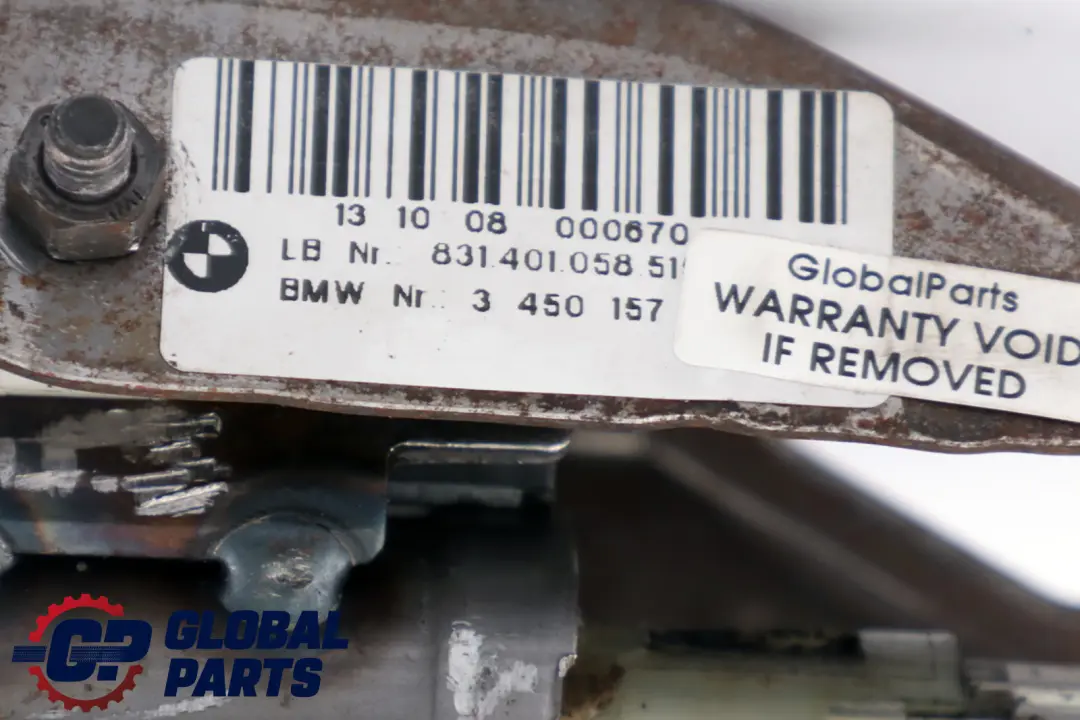 13 10 08 000670
LB Nr. 831.401.058.51
BMW Nr. 3 450 157
GlobalParts
WARRANTY VOID
IF REMOVED
GP GLOBAL
PARTS